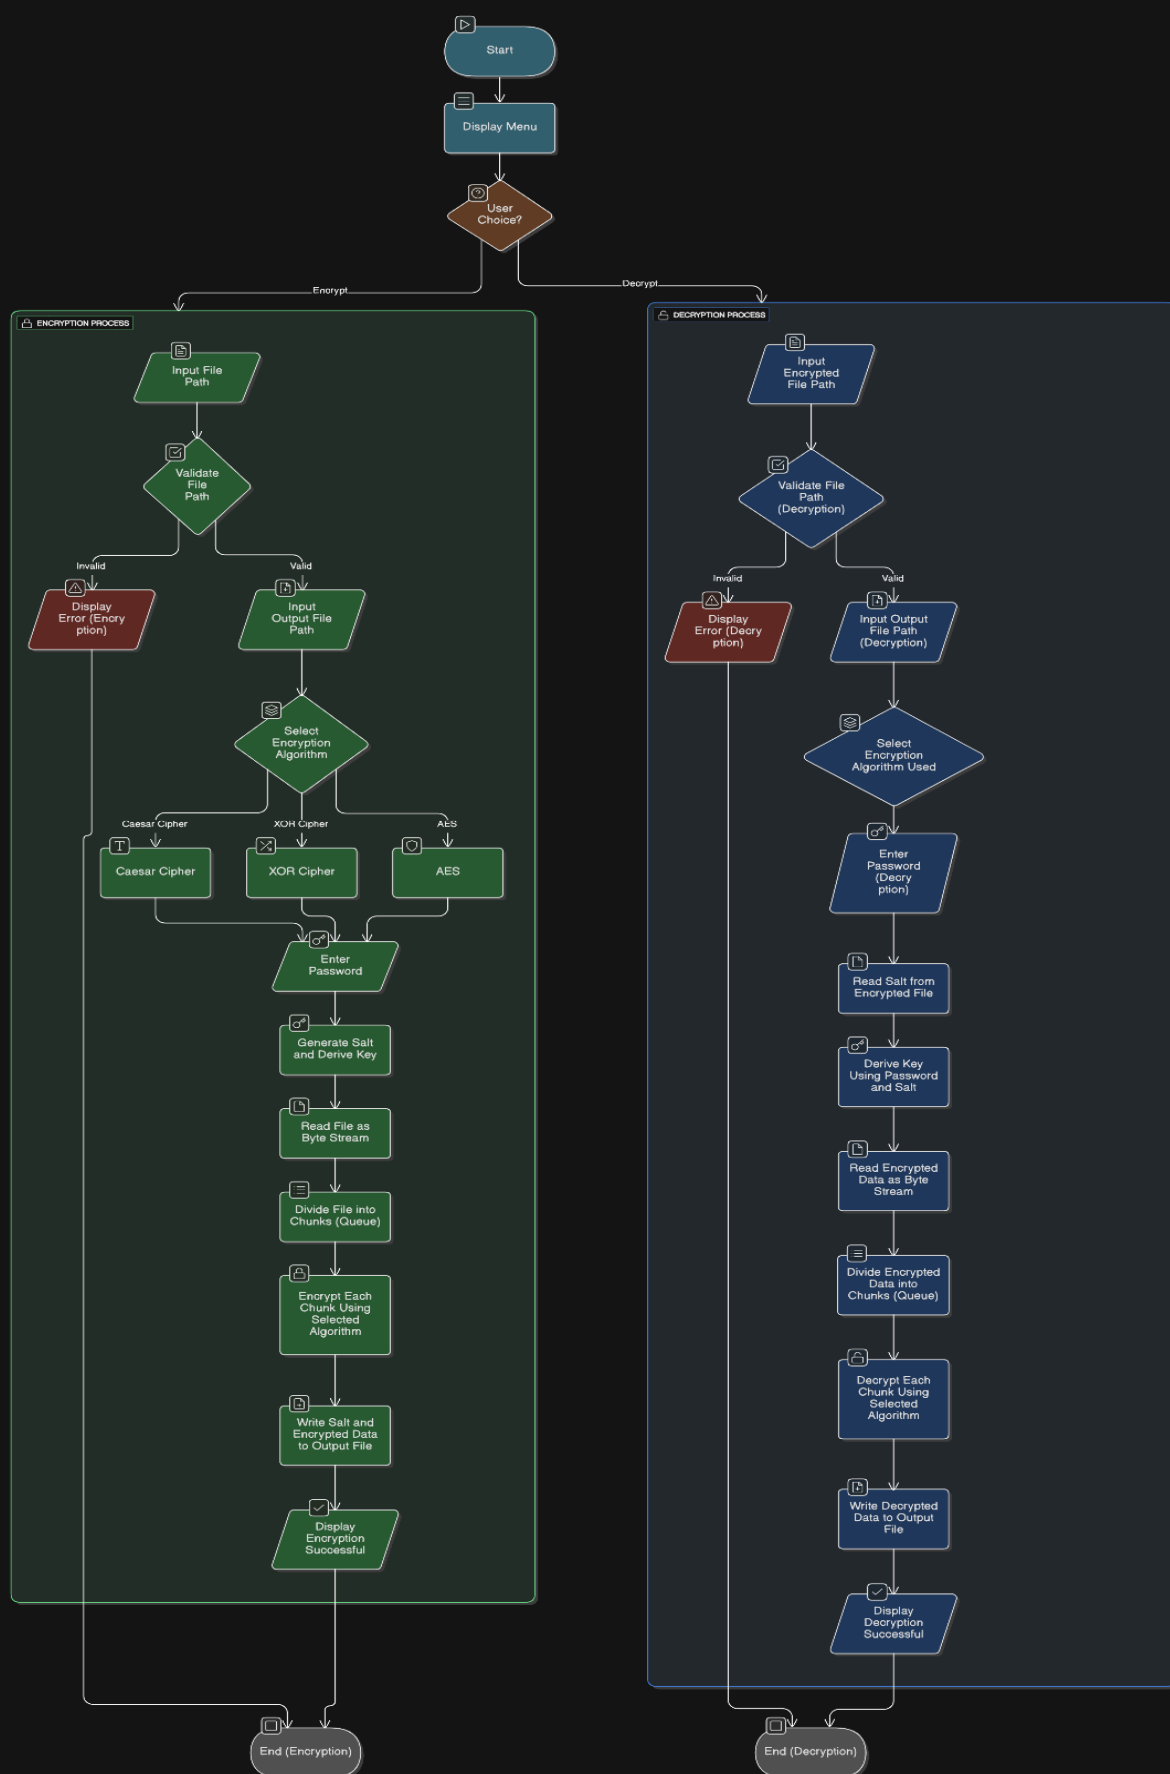 Start
Display Menu
User
Choice?
Encrypt
Decrypt
ENCRYPTION PROCESS
Input File
Path
Validate
File
Path
Invalid
Valid
Display
Error (Encry
ption)
Input
Output File
Path
Select
Encryption
Algorithm
Caesar Cipher
XOR Cipher
AES
Caesar Cipher
XOR Cipher
AES
Enter
Password
Generate Salt
and Derive Key
Read File as
Byte Stream
Divide File into
Chunks (Queue)
Encrypt Each
Chunk Using
Selected
Algorithm
Write Salt and
Encrypted Data
to Output File
Display
Encryption
Successful
End (Encryption)
DECRYPTION PROCESS
Input
Encrypted
File Path
Validate File
Path
(Decryption)
Invalid
Valid
Display
Error (Decry
ption)
Input Output
File Path
(Decryption)
Select
Encryption
Algorithm Used
Enter
Password
(Decry
ption)
Read Salt from
Encrypted File
Derive Key
Using Password
and Salt
Read Encrypted
Data as Byte
Stream
Divide Encrypted
Data into
Chunks (Queue)
Decrypt Each
Chunk Using
Selected
Algorithm
Write Decrypted
Data to Output
File
Display
Decryption
Successful
End (Decryption)